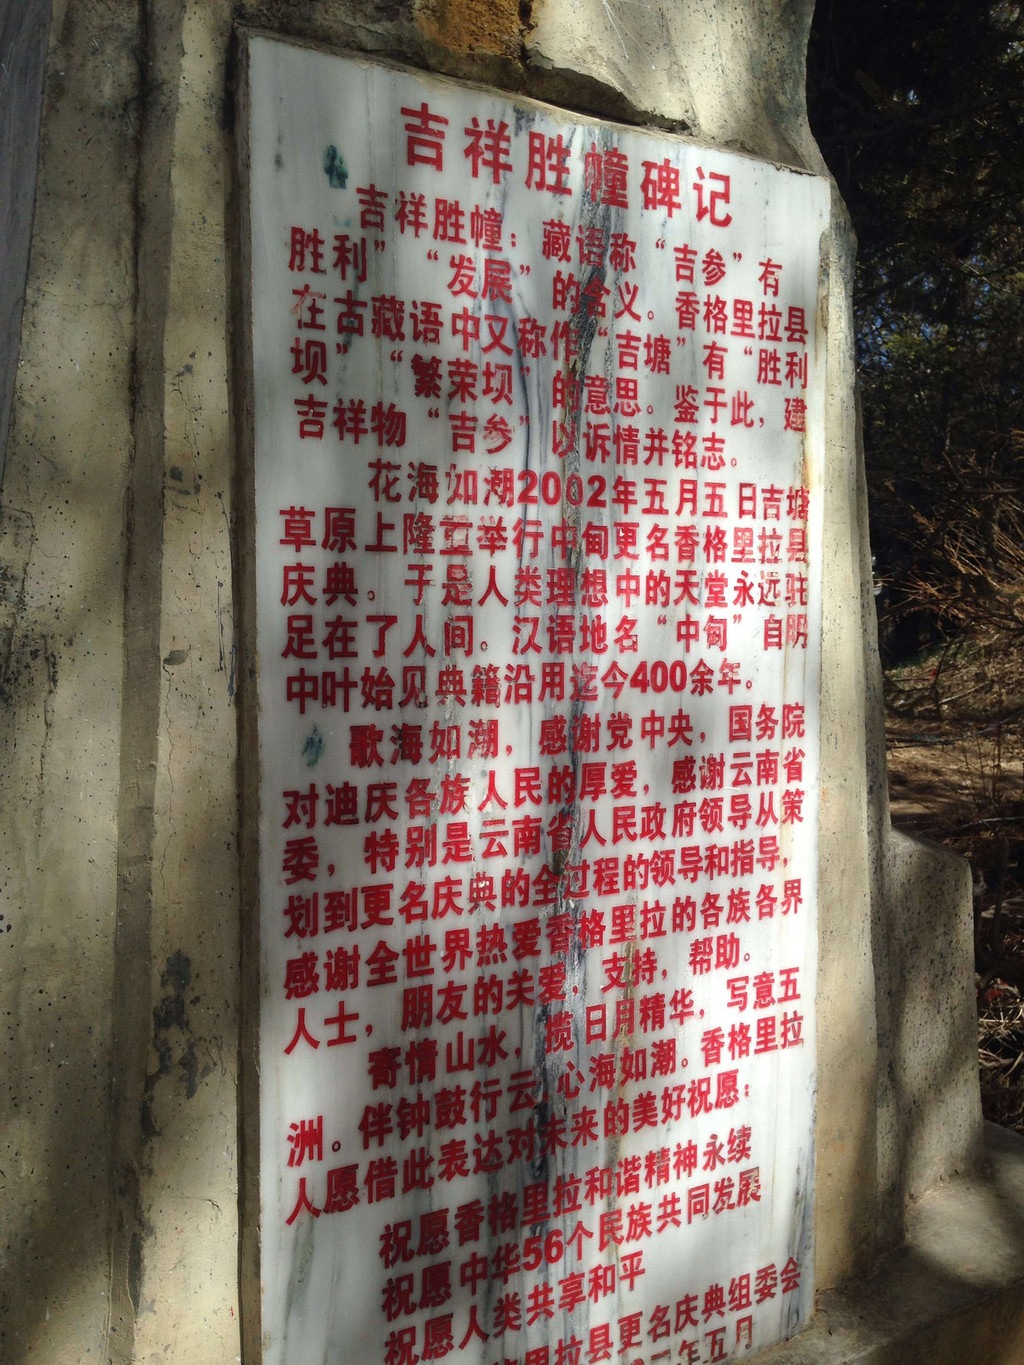 吉祥胜幢碑记
吉祥胜幢：藏语称“吉参”有
胜利”“发展”的含义。香格里拉县
在古藏语中又称作“吉塘”有“胜利
坝”“繁荣坝”的意思。鉴于此，建
吉祥物“吉参”以诉情并铭志。
花海如潮2002年五月五日吉塘
草原上隆重举行中甸更名香格里拉县
庆典。于是人类理想中的天堂永远驻
足在了人间。汉语地名“中甸”自明
中叶始见典籍沿用迄今400余年。
歌海如潮，感谢党中央，国务院
对迪庆各族人民的厚爱，感谢云南省
委，特别是云南省人民政府领导从策
划到更名庆典的全过程的领导和指导，
感谢全世界热爱香格里拉的各族各界
人士，朋友的关爱，支持，帮助。
寄情山水，揽日月精华，写意五
洲。伴钟鼓行云，心海如潮。香格里拉
人愿借此表达对未来的美好祝愿：
祝愿香格里拉和谐精神永续
祝愿中华56个民族共同发展
祝愿人类共享和平
格里拉县更名庆典组委会
二年五月